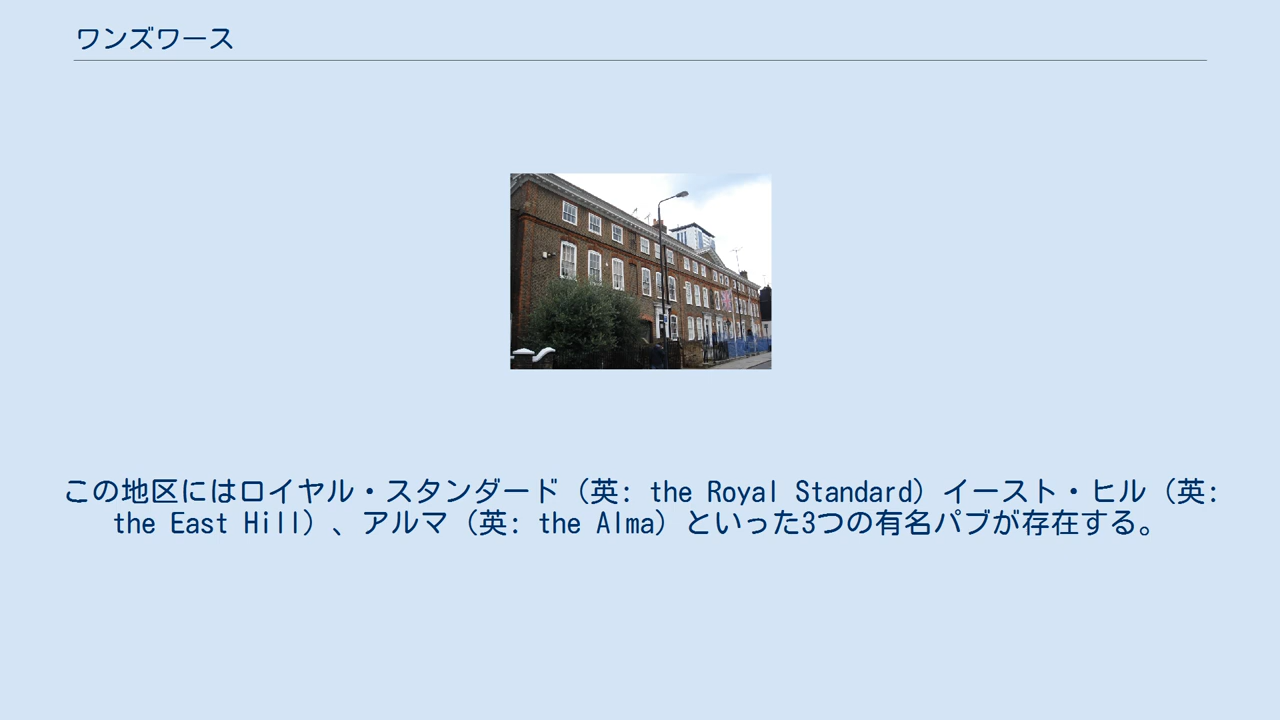 ワンズワース
この地区にはロイヤル・スタンダード（英: the Royal Standard）イースト・ヒル（英:
the East Hill）、アルマ（英: the Alma）といった3つの有名パブが存在する。